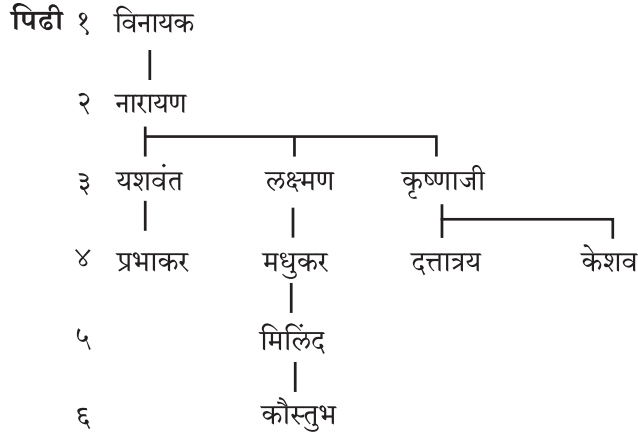 पिढी १ विनायक
२ नारायण
३ यशवंत लक्ष्मण कृष्णाजी
४ प्रभाकर मधुकर दत्तात्रय केशव
५ मिलिंद
६ कौस्तुभ